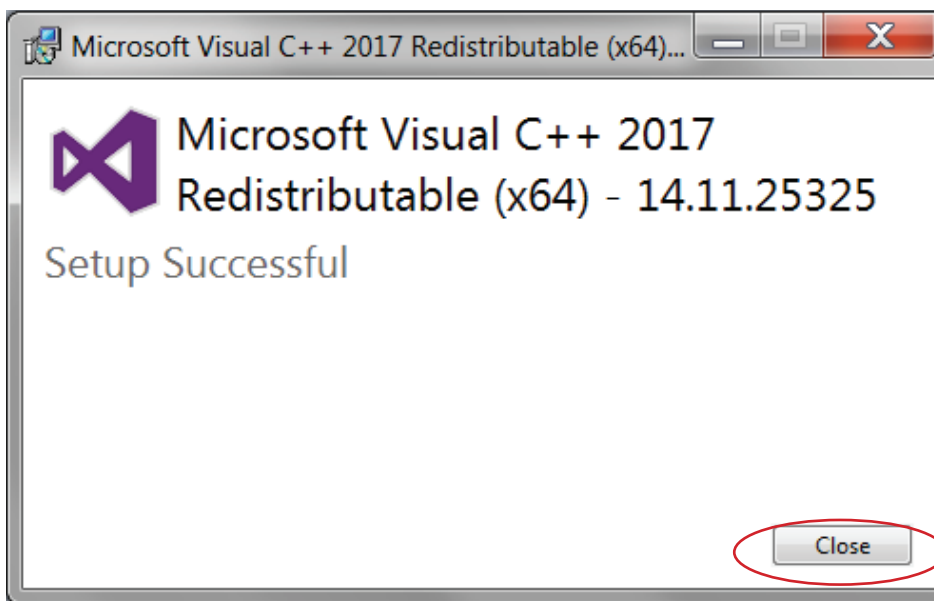 Microsoft Visual C++ 2017 Redistributable (x64)...
Microsoft Visual C++ 2017
Redistributable (x64) - 14.11.25325
Setup Successful
Close